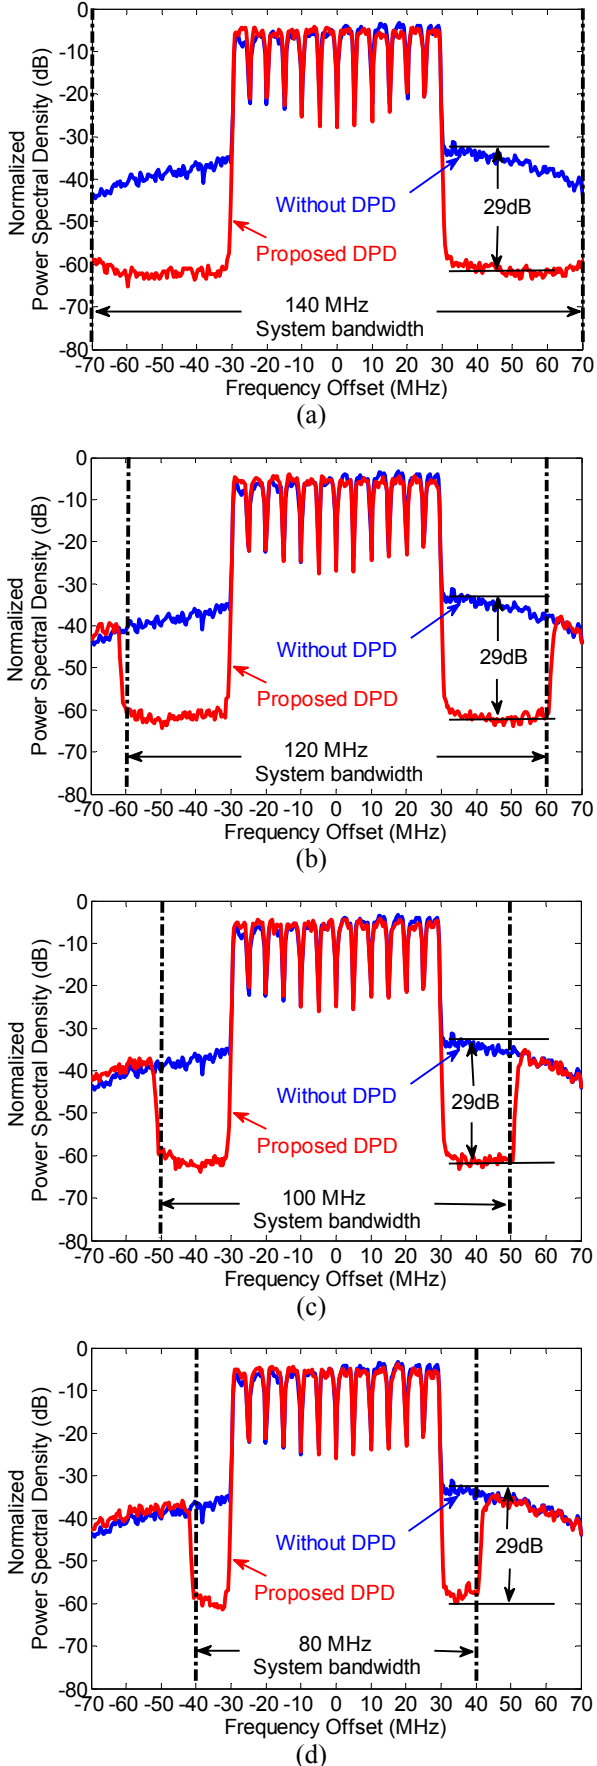 0
-10
-20
-30
-40
-50
-60
-70
-80
Normalized
Power Spectral Density (dB)
Without DPD
29dB
Proposed DPD
140 MHz
System bandwidth
-70 -60 -50 -40 -30 -20 -10 0 10 20 30 40 50 60 70
Frequency Offset (MHz)
(a)
0
-10
-20
-30
-40
-50
-60
-70
-80
Normalized
Power Spectral Density (dB)
Without DPD
29dB
Proposed DPD
120 MHz
System bandwidth
-70 -60 -50 -40 -30 -20 -10 0 10 20 30 40 50 60 70
Frequency Offset (MHz)
(b)
0
-10
-20
-30
-40
-50
-60
-70
-80
Normalized
Power Spectral Density (dB)
Without DPD
29dB
Proposed DPD
100 MHz
System bandwidth
-70 -60 -50 -40 -30 -20 -10 0 10 20 30 40 50 60 70
Frequency Offset (MHz)
(c)
0
-10
-20
-30
-40
-50
-60
-70
-80
Normalized
Power Spectral Density (dB)
Without DPD
29dB
Proposed DPD
80 MHz
System bandwidth
-70 -60 -50 -40 -30 -20 -10 0 10 20 30 40 50 60 70
Frequency Offset (MHz)
(d)